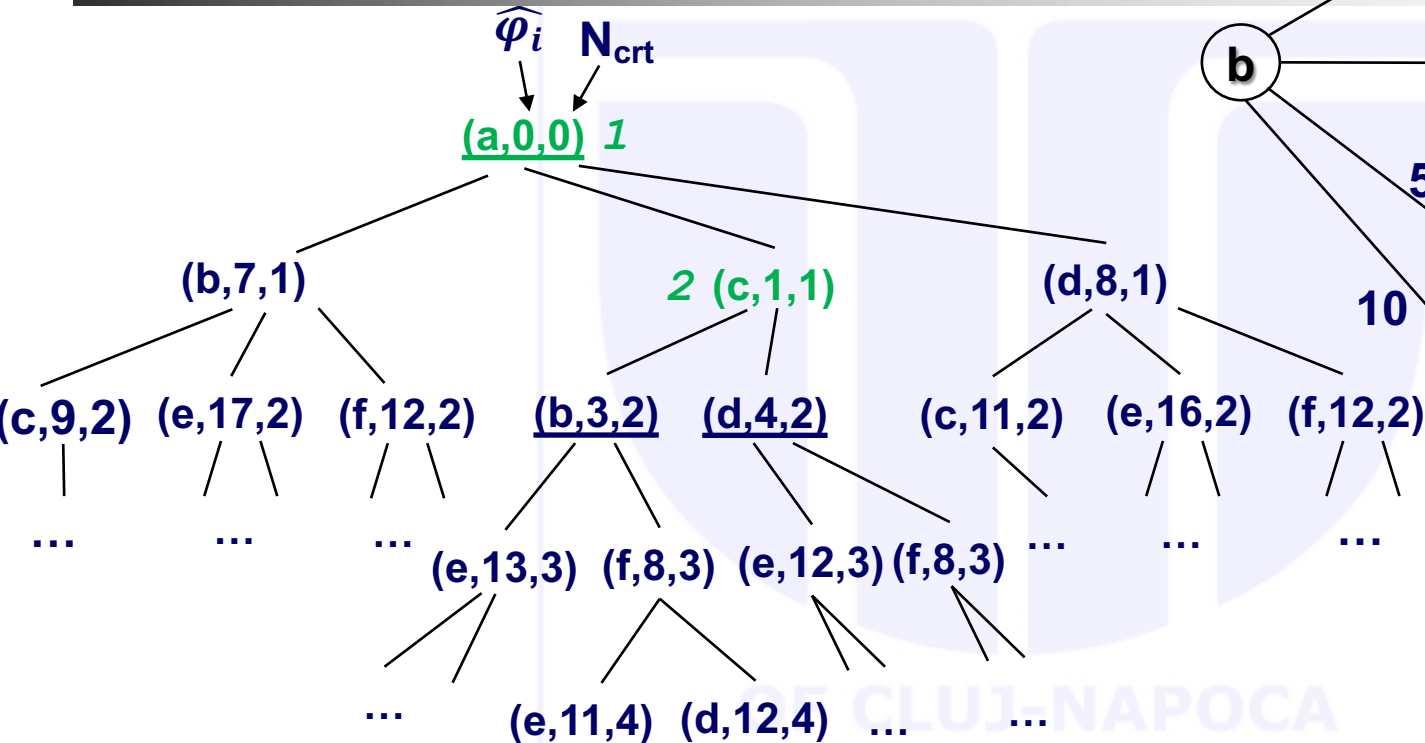 φ̂ᵢ N_crt
b
(a,0,0) 1
5
(b,7,1) 2 (c,1,1) (d,8,1)
10
(c,9,2) (e,17,2) (f,12,2) (b,3,2) (d,4,2) (c,11,2) (e,16,2) (f,12,2)
... ... ... ... ... ...
(e,13,3) (f,8,3) (e,12,3) (f,8,3)
... (e,11,4) (d,12,4) ... ...
OF CLUJ-NAPOCA